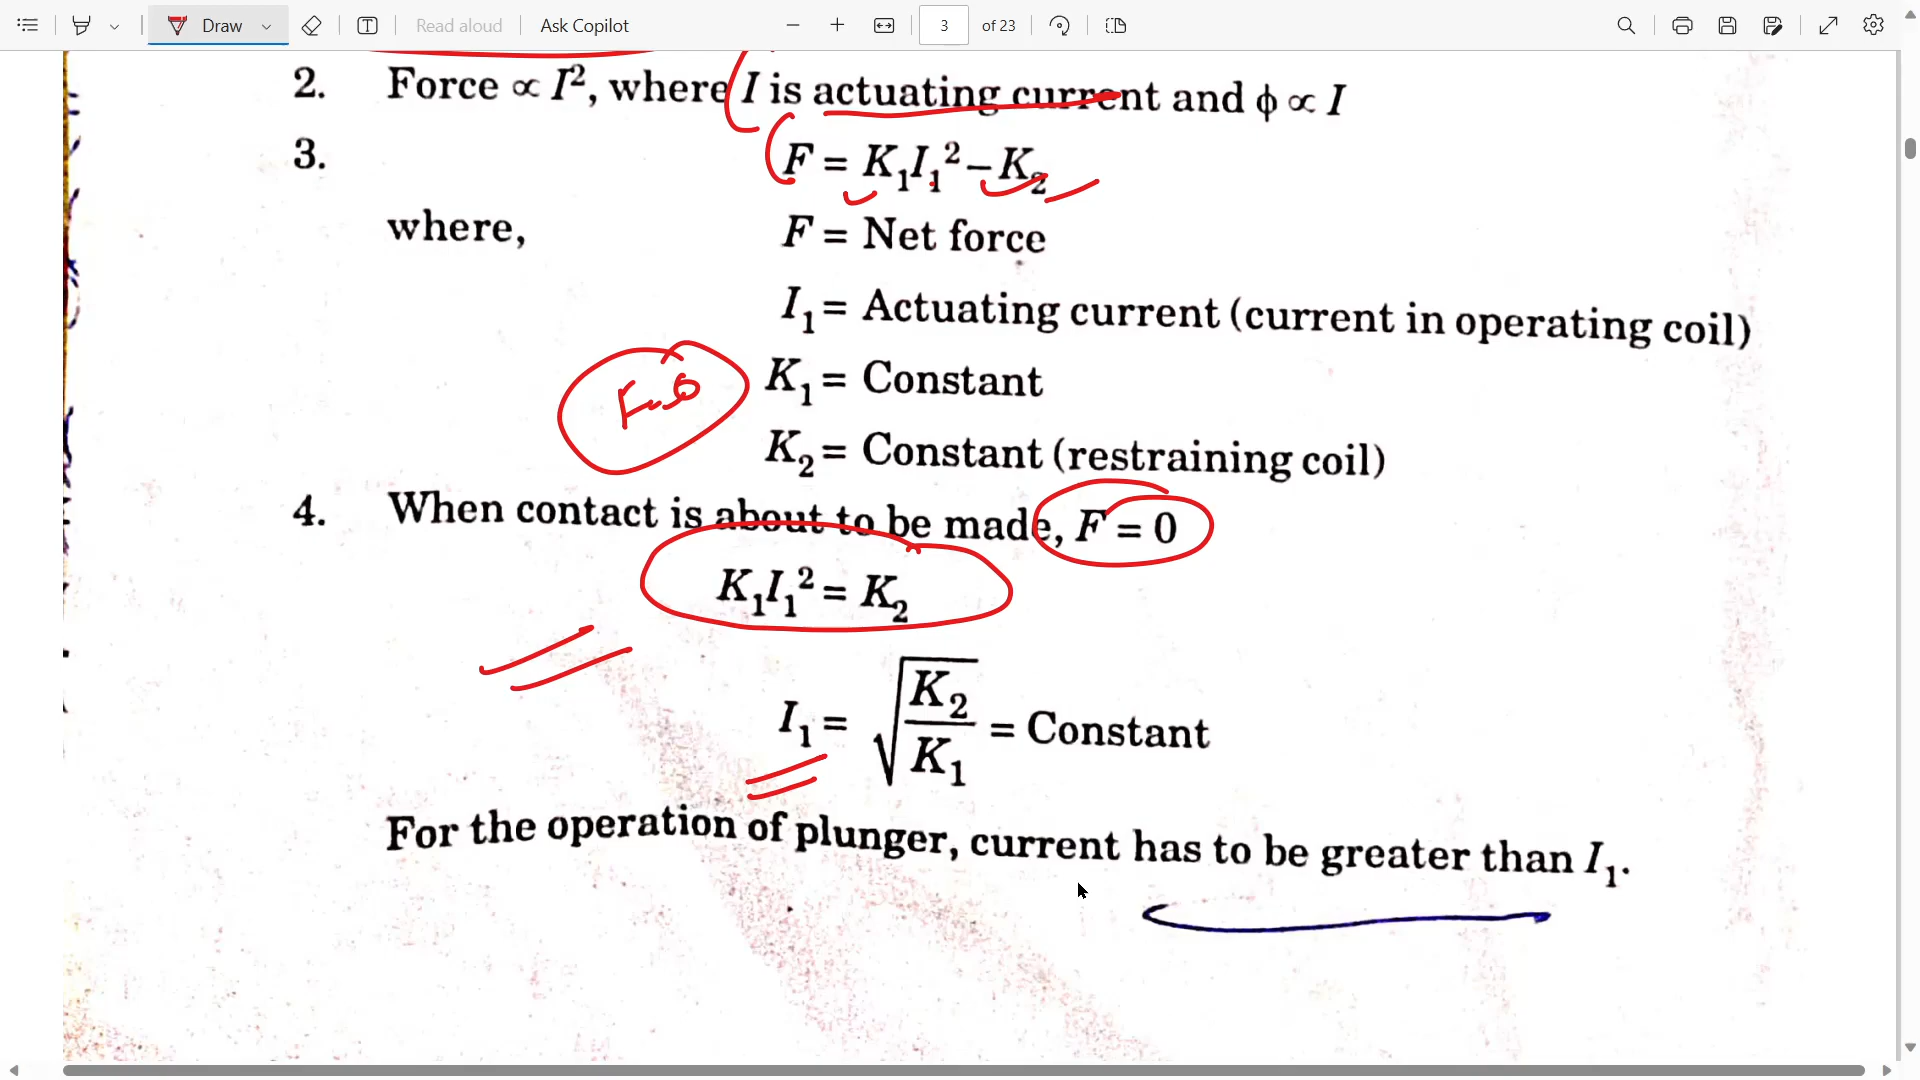 Draw
Read aloud
Ask Copilot
3
of 23
2. Force ∝ I², where I is actuating current and ϕ ∝ I
3. F = K₁I₁² – K₂
where, F = Net force
I₁ = Actuating current (current in operating coil)
F=0
K₁ = Constant
K₂ = Constant (restraining coil)
4. When contact is about to be made, F = 0
K₁I₁² = K₂
I₁ = √(K₂/K₁) = Constant
For the operation of plunger, current has to be greater than I₁.